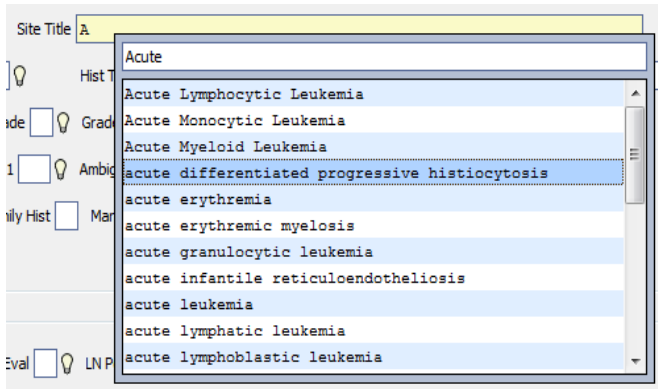 Site Title A
Acute
Hist T
Acute Lymphocytic Leukemia
Acute Monocytic Leukemia
ade Grade
Acute Myeloid Leukemia
1 Ambig
acute differentiated progressive histiocytosis
acute erythremia
nily Hist Mar
acute erythremic myelosis
acute granulocytic leukemia
acute infantile reticuloendotheliosis
acute leukemia
acute lymphatic leukemia
Eval LN P
acute lymphoblastic leukemia